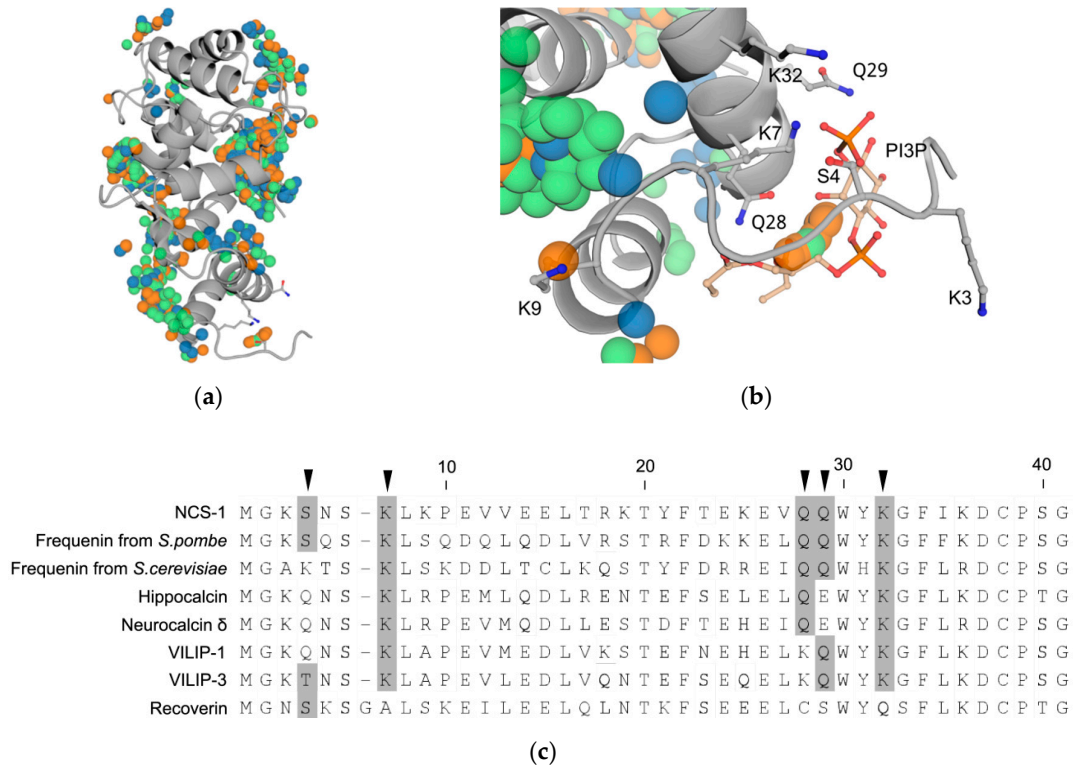 (a)
K32
Q29
K7
PI3P
S4
Q28
K9
K3
(b)
10 20 30 40
NCS-1 M G K S N S – K L K P E V V E E L T R K T Y F T E K E V Q Q W Y K G F I K D C P S G
Frequenin from S.pombe M G K S Q S – K L S Q D Q L Q D L V R S T R F D K K E L Q Q W Y K G F F K D C P S G
Frequenin from S.cerevisiae M G A K T S – K L S K D D L T C L K Q S T Y F D R R E I Q Q W H K G F L R D C P S G
Hippocalcin M G K Q N S – K L R P E M L Q D L R E N T E F S E L E L Q E W Y K G F L K D C P T G
Neurocalcin δ M G K Q N S – K L R P E V M Q D L L E S T D F T E H E I Q E W Y K G F L R D C P S G
VILIP-1 M G K Q N S – K L A P E V M E D L V K S T E F N E H E L K Q W Y K G F L K D C P S G
VILIP-3 M G K T N S – K L A P E V L E D L V Q N T E F S E Q E L K Q W Y K G F L K D C P S G
Recoverin M G N S K S G A L S K E I L E E L Q L N T K F S E E E L C S W Y Q S F L K D C P T G
(c)